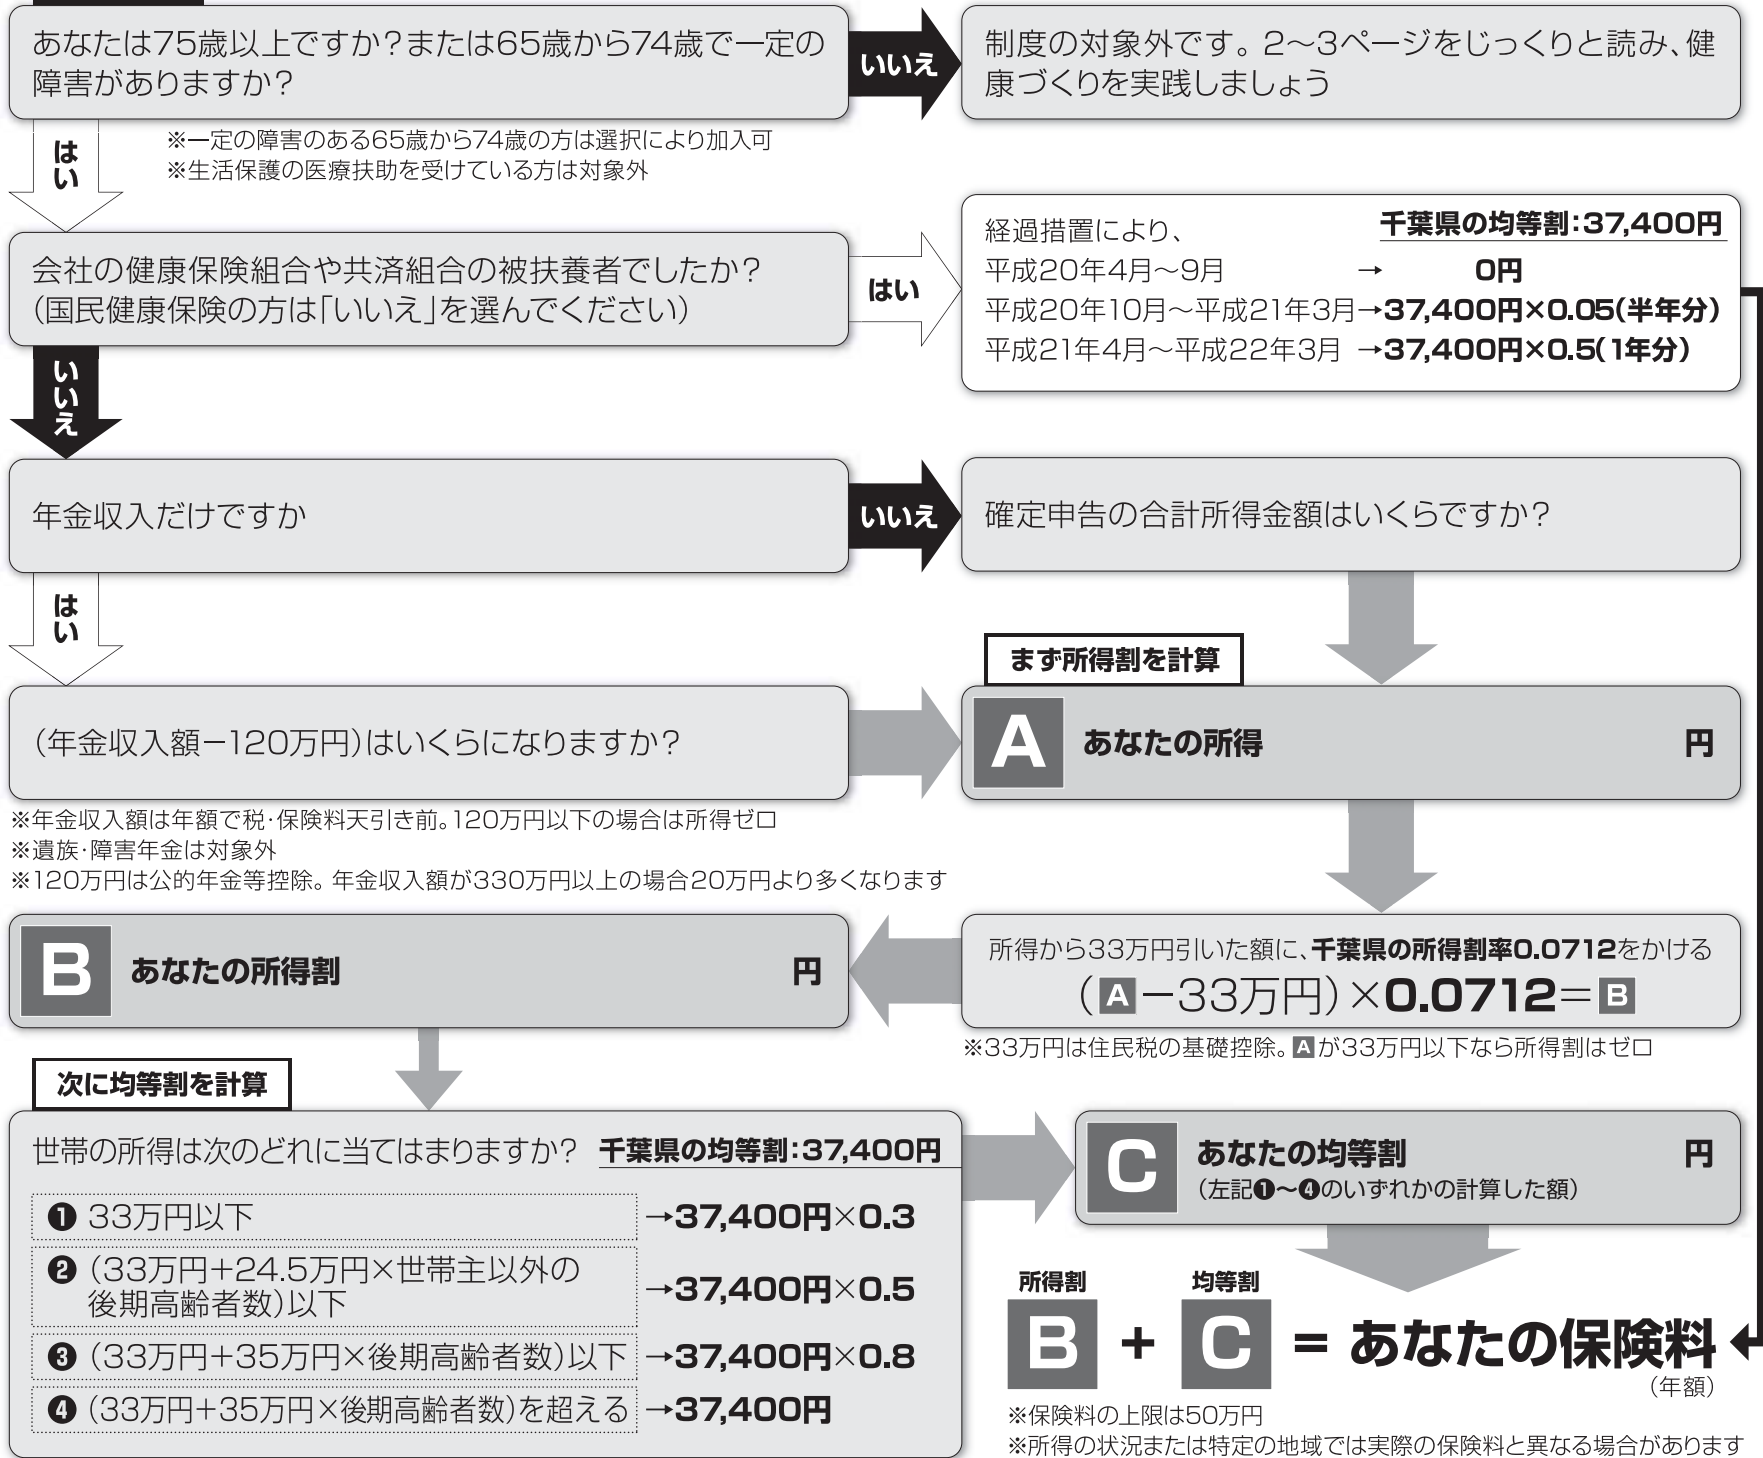 あなたは75歳以上ですか？または65歳から74歳で一定の
障害がありますか？
いいえ
制度の対象外です。2〜3ページをじっくりと読み、健
康づくりを実践しましょう
はい
※一定の障害のある65歳から74歳の方は選択により加入可
※生活保護の医療扶助を受けている方は対象外
会社の健康保険組合や共済組合の被扶養者でしたか？
（国民健康保険の方は「いいえ」を選んでください）
はい
経過措置により、 千葉県の均等割：37,400円
平成20年4月〜9月 → 0円
平成20年10月〜平成21年3月→37,400円×0.05（半年分）
平成21年4月〜平成22年3月 →37,400円×0.5（1年分）
いいえ
年金収入だけですか
いいえ
確定申告の合計所得金額はいくらですか？
はい
（年金収入額−120万円）はいくらになりますか？
まず所得割を計算
A あなたの所得 円
※年金収入額は年額で税・保険料天引き前。120万円以下の場合は所得ゼロ
※遺族・障害年金は対象外
※120万円は公的年金等控除。年金収入額が330万円以上の場合20万円より多くなります
所得から33万円引いた額に、千葉県の所得割率0.0712をかける
（A−33万円）×0.0712＝B
※33万円は住民税の基礎控除。Aが33万円以下なら所得割はゼロ
B あなたの所得割 円
次に均等割を計算
世帯の所得は次のどれに当てはまりますか？ 千葉県の均等割：37,400円
❶ 33万円以下 →37,400円×0.3
❷（33万円+24.5万円×世帯主以外の
後期高齢者数）以下 →37,400円×0.5
❸（33万円+35万円×後期高齢者数）以下 →37,400円×0.8
❹（33万円+35万円×後期高齢者数）を超える →37,400円
C あなたの均等割 円
（左記❶〜❹のいずれかの計算した額）
所得割 均等割
B + C = あなたの保険料
（年額）
※保険料の上限は50万円
※所得の状況または特定の地域では実際の保険料と異なる場合があります